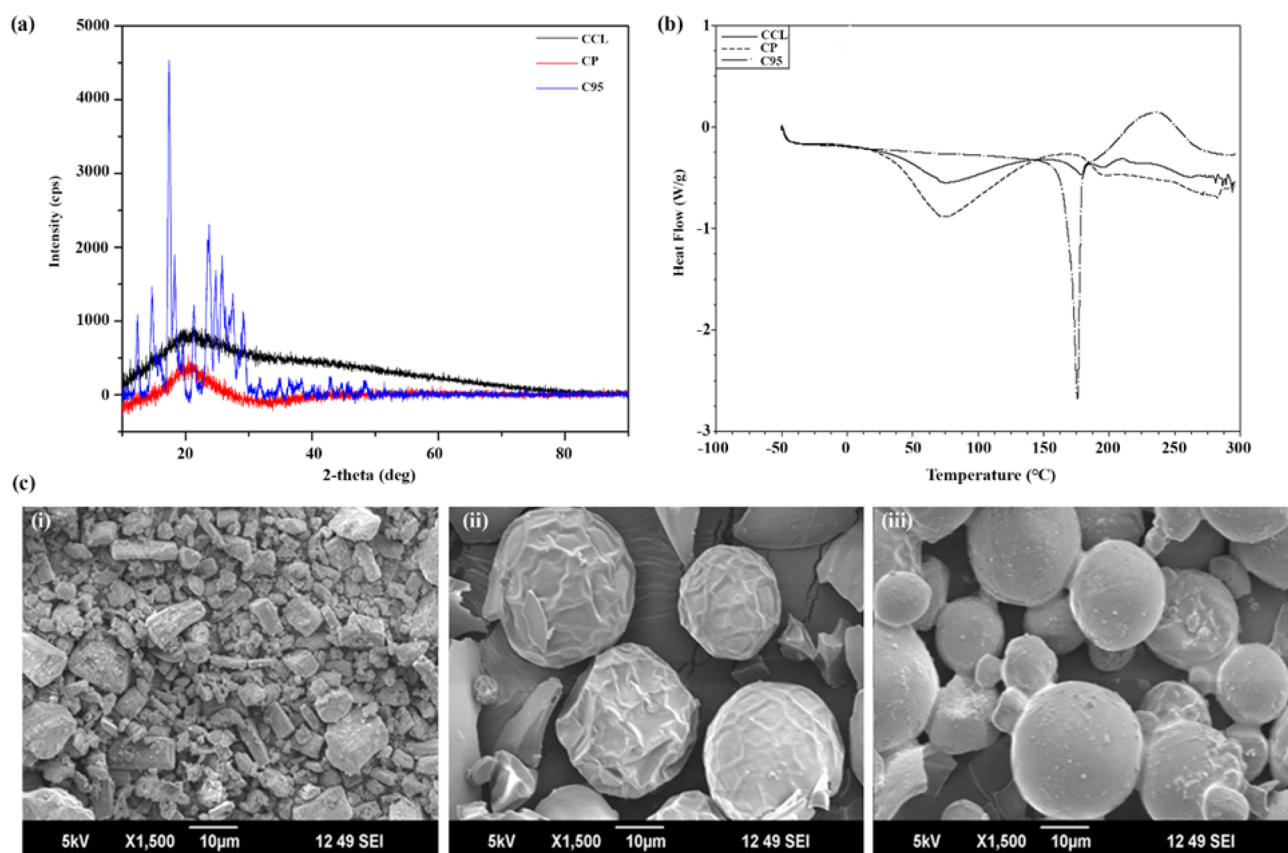 (a)
5000
4000
3000
2000
1000
0
Intensity (cps)
CCL
CP
C95
20
40
60
80
2-theta (deg)
(b)
1
0
-1
-2
-3
Heat Flow (W/g)
CCL
CP
C95
-100
-50
0
50
100
150
200
250
300
Temperature (°C)
(c)
(i)
5kV X1,500 10µm 12 49 SEI
(ii)
5kV X1,500 10µm 12 49 SEI
(iii)
5kV X1,500 10µm 12 49 SEI